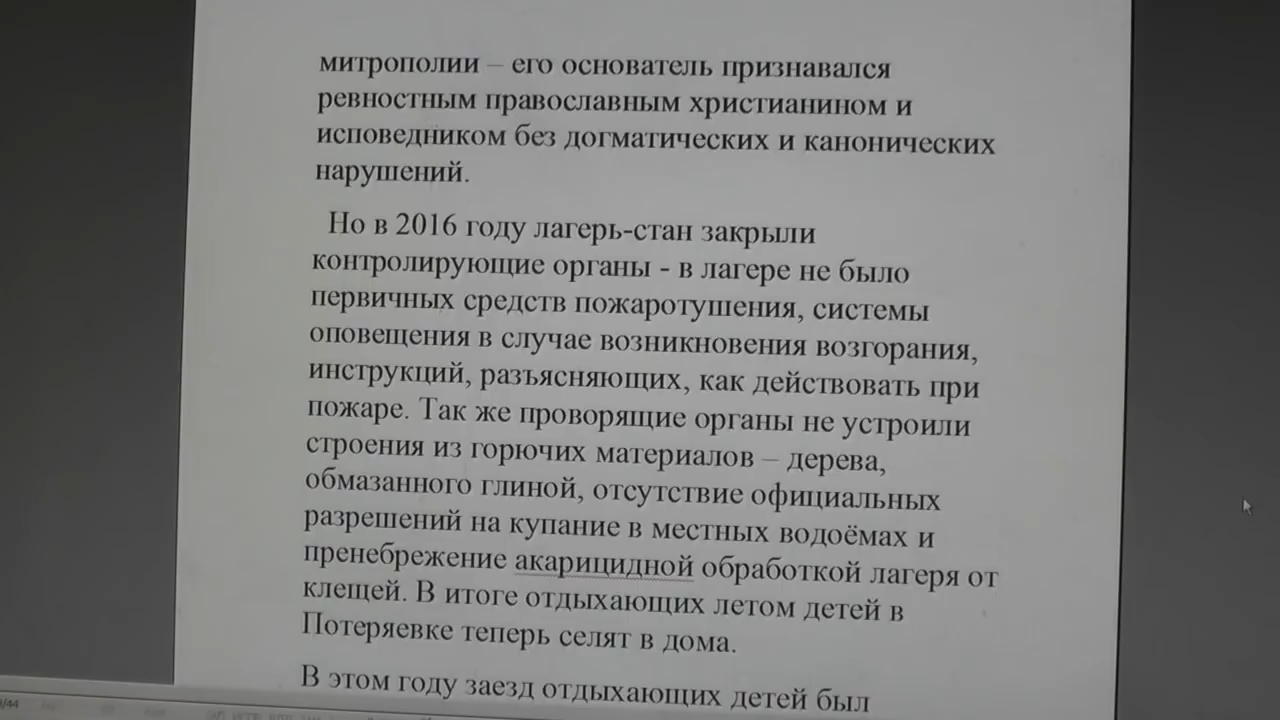 митрополии – его основатель признавался
ревностным православным христианином и
исповедником без догматических и канонических
нарушений.
Но в 2016 году лагерь-стан закрыли
контролирующие органы - в лагере не было
первичных средств пожаротушения, системы
оповещения в случае возникновения возгорания,
инструкций, разъясняющих, как действовать при
пожаре. Так же проворящие органы не устроили
строения из горючих материалов – дерева,
обмазанного глиной, отсутствие официальных
разрешений на купание в местных водоёмах и
пренебрежение акарицидной обработкой лагеря от
клещей. В итоге отдыхающих летом детей в
Потеряевке теперь селят в дома.
В этом году заезд отдыхающих детей был